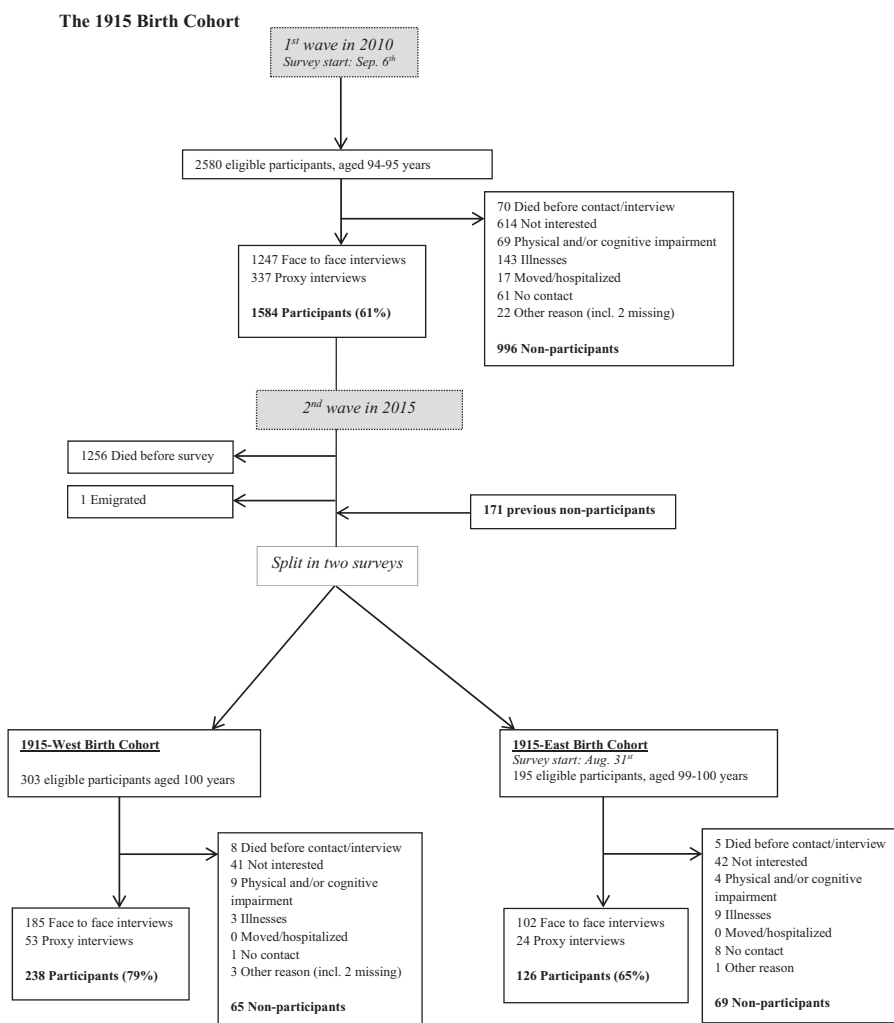 The 1915 Birth Cohort
1st wave in 2010
Survey start: Sep. 6th
2580 eligible participants, aged 94-95 years
70 Died before contact/interview
614 Not interested
69 Physical and/or cognitive impairment
143 Illnesses
17 Moved/hospitalized
61 No contact
22 Other reason (incl. 2 missing)
996 Non-participants
1247 Face to face interviews
337 Proxy interviews
1584 Participants (61%)
2nd wave in 2015
1256 Died before survey
1 Emigrated
171 previous non-participants
Split in two surveys
1915-West Birth Cohort
303 eligible participants aged 100 years
8 Died before contact/interview
41 Not interested
9 Physical and/or cognitive
impairment
3 Illnesses
0 Moved/hospitalized
1 No contact
3 Other reason (incl. 2 missing)
65 Non-participants
185 Face to face interviews
53 Proxy interviews
238 Participants (79%)
1915-East Birth Cohort
Survey start: Aug. 31st
195 eligible participants, aged 99-100 years
5 Died before contact/interview
42 Not interested
4 Physical and/or cognitive
impairment
9 Illnesses
0 Moved/hospitalized
8 No contact
1 Other reason
69 Non-participants
102 Face to face interviews
24 Proxy interviews
126 Participants (65%)